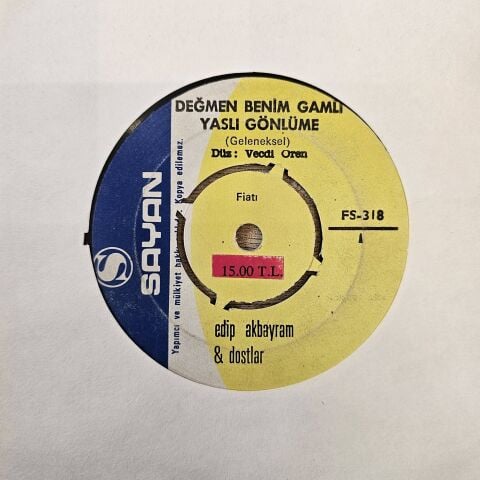 DEĞMEN BENİM GAMLI
YASLI GÖNLÜME
(Geleneksel)
Düz: Vecdi Ören
Fiatı
15.00 T.L.
FS-318
edip akbayram
& dostlar
S SAYAN
Yapımcı ve mülkiyet hakkı Kopya edilemez.